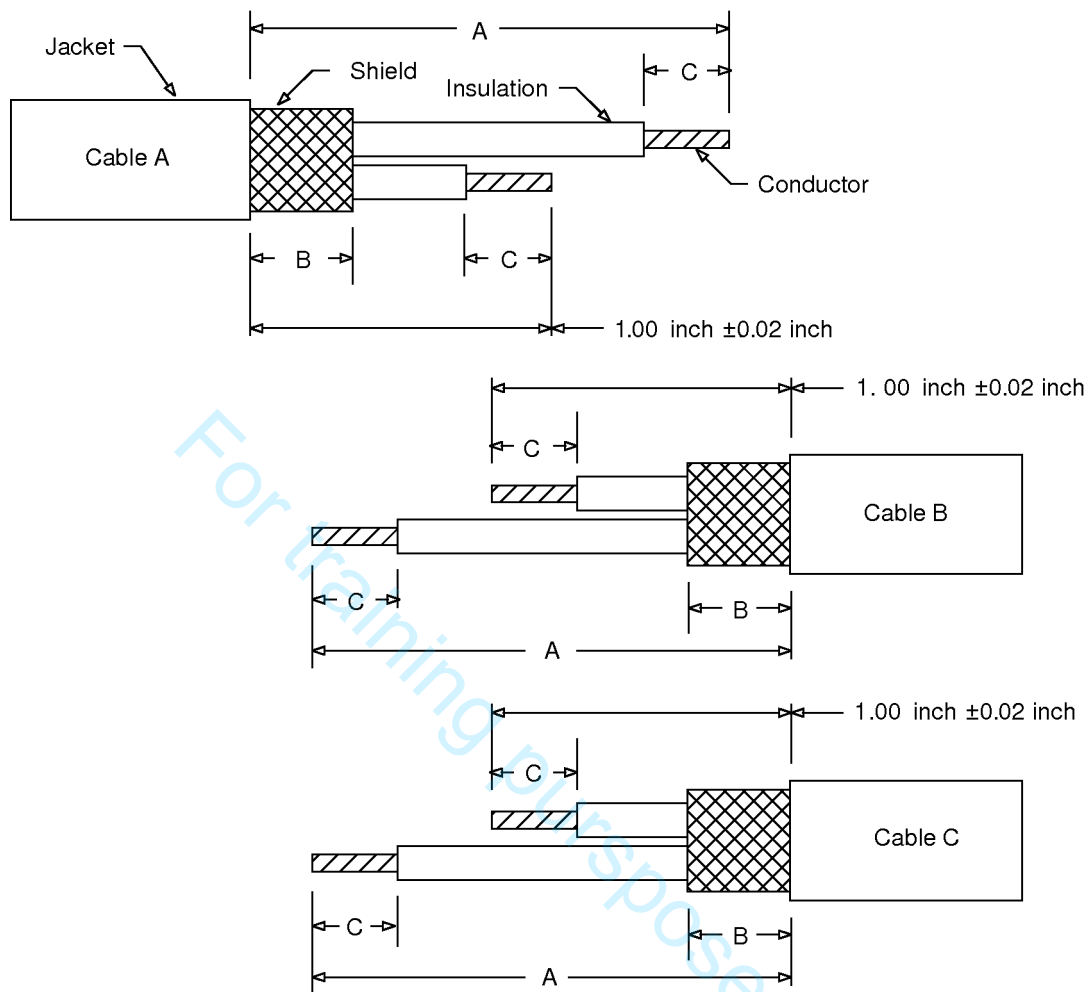 A
Jacket
Shield
C
Insulation
Cable A
Conductor
B
C
1.00 inch ±0.02 inch
1. 00 inch ±0.02 inch
C
Cable B
C
B
A
1.00 inch ±0.02 inch
C
Cable C
C
B
A
For training purspose